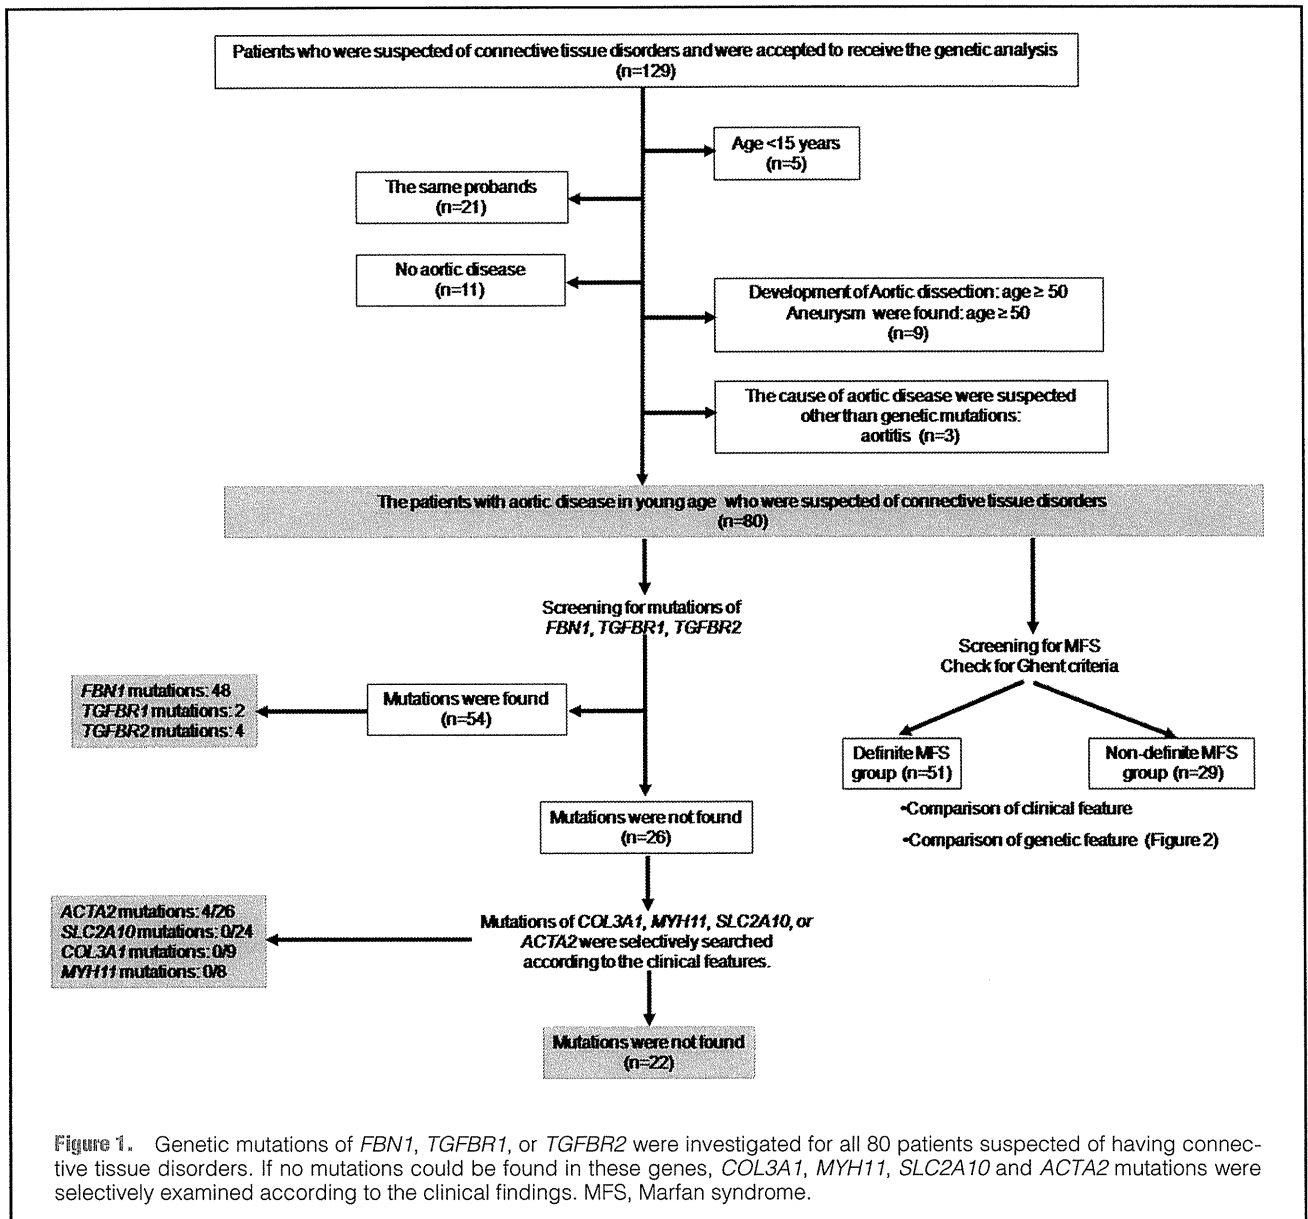 Patients who were suspected of connective tissue disorders and were accepted to receive the genetic analysis
(n=129)
Age <15 years
(n=5)
The same probands
(n=21)
No aortic disease
(n=11)
Development of Aortic dissection: age ≥ 50
Aneurysm were found: age ≥ 50
(n=9)
The cause of aortic disease were suspected
other than genetic mutations:
aortitis (n=3)
The patients with aortic disease in young age who were suspected of connective tissue disorders
(n=80)
Screening for mutations of
FBN1, TGFBR1, TGFBR2
Screening for MFS
Check for Ghent criteria
FBN1 mutations: 48
TGFBR1 mutations: 2
TGFBR2 mutations: 4
Mutations were found
(n=54)
Definite MFS
group (n=51)
Non-definite MFS
group (n=29)
•Comparison of clinical feature
•Comparison of genetic feature (Figure 2)
Mutations were not found
(n=26)
ACTA2 mutations: 4/26
SLC2A10 mutations: 0/24
COL3A1 mutations: 0/9
MYH11 mutations: 0/8
Mutations of COL3A1, MYH11, SLC2A10, or
ACTA2 were selectively searched
according to the clinical features.
Mutations were not found
(n=22)
Figure 1. Genetic mutations of FBN1, TGFBR1, or TGFBR2 were investigated for all 80 patients suspected of having connec-
tive tissue disorders. If no mutations could be found in these genes, COL3A1, MYH11, SLC2A10 and ACTA2 mutations were
selectively examined according to the clinical findings. MFS, Marfan syndrome.